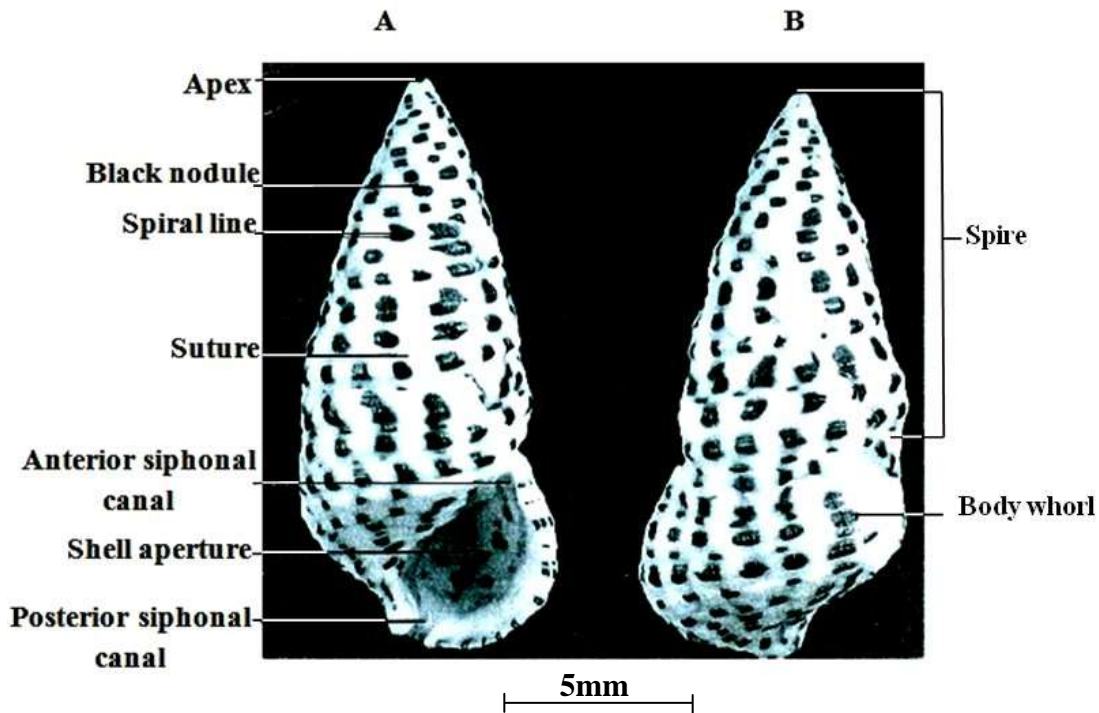 A
B
Apex
Black nodule
Spiral line
Suture
Anterior siphonal
canal
Shell aperture
Posterior siphonal
canal
Spire
Body whorl
5mm